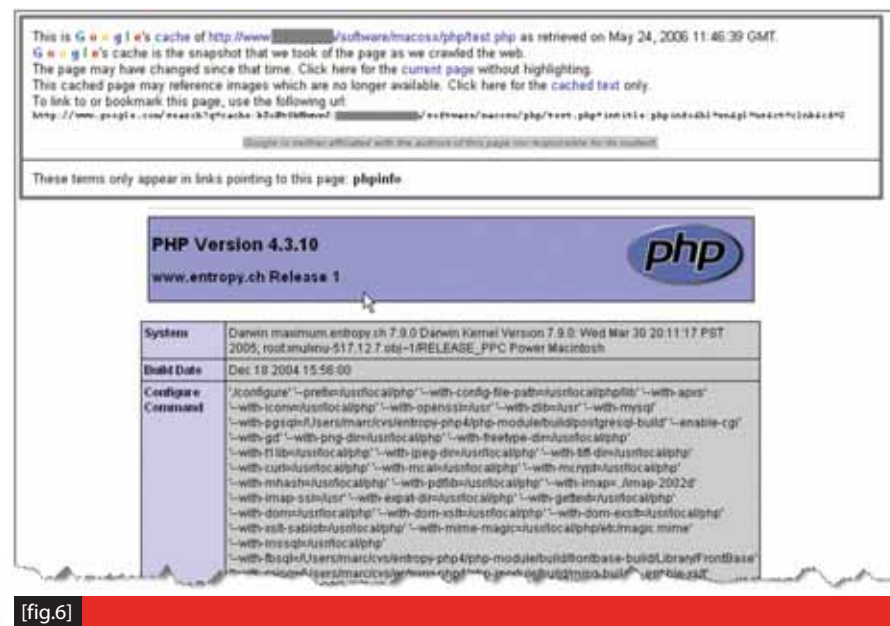 This is Google's cache of http://www /software/macosx/php/test.php as retrieved on May 24, 2006 11:46:39 GMT.
Google's cache is the snapshot that we took of the page as we crawled the web.
The page may have changed since that time. Click here for the current page without highlighting.
This cached page may reference images which are no longer available. Click here for the cached text only.
To link to or bookmark this page, use the following url:
Google is neither affiliated with the authors of this page nor responsible for its content.
These terms only appear in links pointing to this page: phpinfo
PHP Version 4.3.10
www.entropy.ch Release 1
php
System Darwin maximum.entropy.ch 7.9.0 Darwin Kernel Version 7.9.0: Wed Mar 30 20:11:17 PST
2005; Power Macintosh
Build Date Dec 18 2004 15:56:00
Configure './configure' '--prefix=/usr/local/php' '--with-config-file-path=/usr/local/php/lib' '--with-apxs'
Command '--with-iconv=/usr/local/php' '--with-openssl=/usr' '--with-zlib=/usr' '--with-mysql'
'--with-pgsql=/Users/marc/cvs/entropy-php4/php-module/build/postgresql-build' '--enable-cgi'
'--with-gd' '--with-png-dir=/usr/local/php' '--with-freetype-dir=/usr/local/php'
'--with-t1lib=/usr/local/php' '--with-jpeg-dir=/usr/local/php' '--with-tiff-dir=/usr/local/php'
'--with-curl=/usr/local/php' '--with-mcal=/usr/local/php' '--with-mcrypt=/usr/local/php'
'--with-mhash=/usr/local/php' '--with-pdflib=/usr/local/php' '--with-imap=../imap-2002d'
'--with-imap-ssl=/usr' '--with-expat-dir=/usr/local/php' '--with-gettext=/usr/local/php'
'--with-dom=/usr/local/php' '--with-dom-xslt=/usr/local/php' '--with-dom-exslt=/usr/local/php'
'--with-xslt-sablot=/usr/local/php' '--with-mime-magic=/usr/local/php/etc/magic.mime'
'--with-mssql=/usr/local/php'
'--with-fbsql=/Users/marc/cvs/entropy-php4/php-module/build/frontbase-build/Library/FrontBase'
[fig.6]